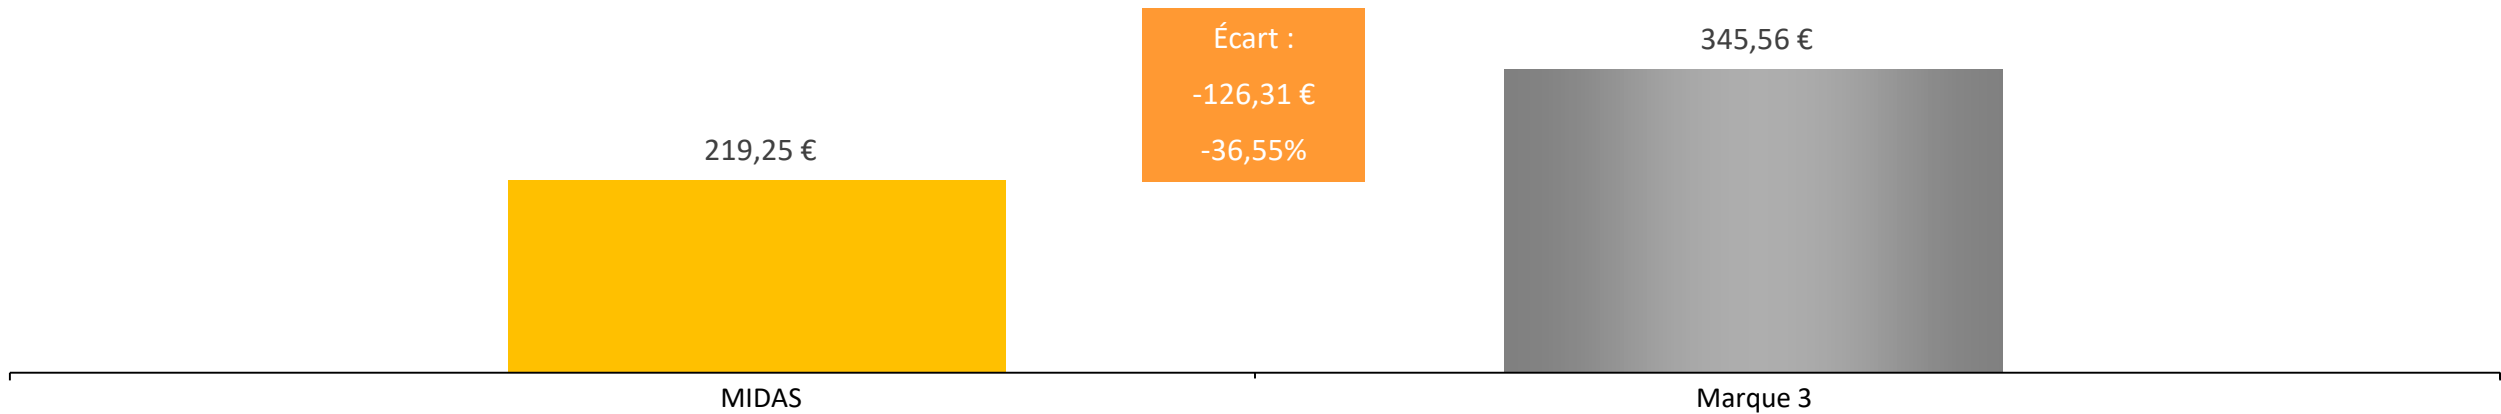 Écart :
-126,31 €
-36,55%
345,56 €
219,25 €
MIDAS
Marque 3